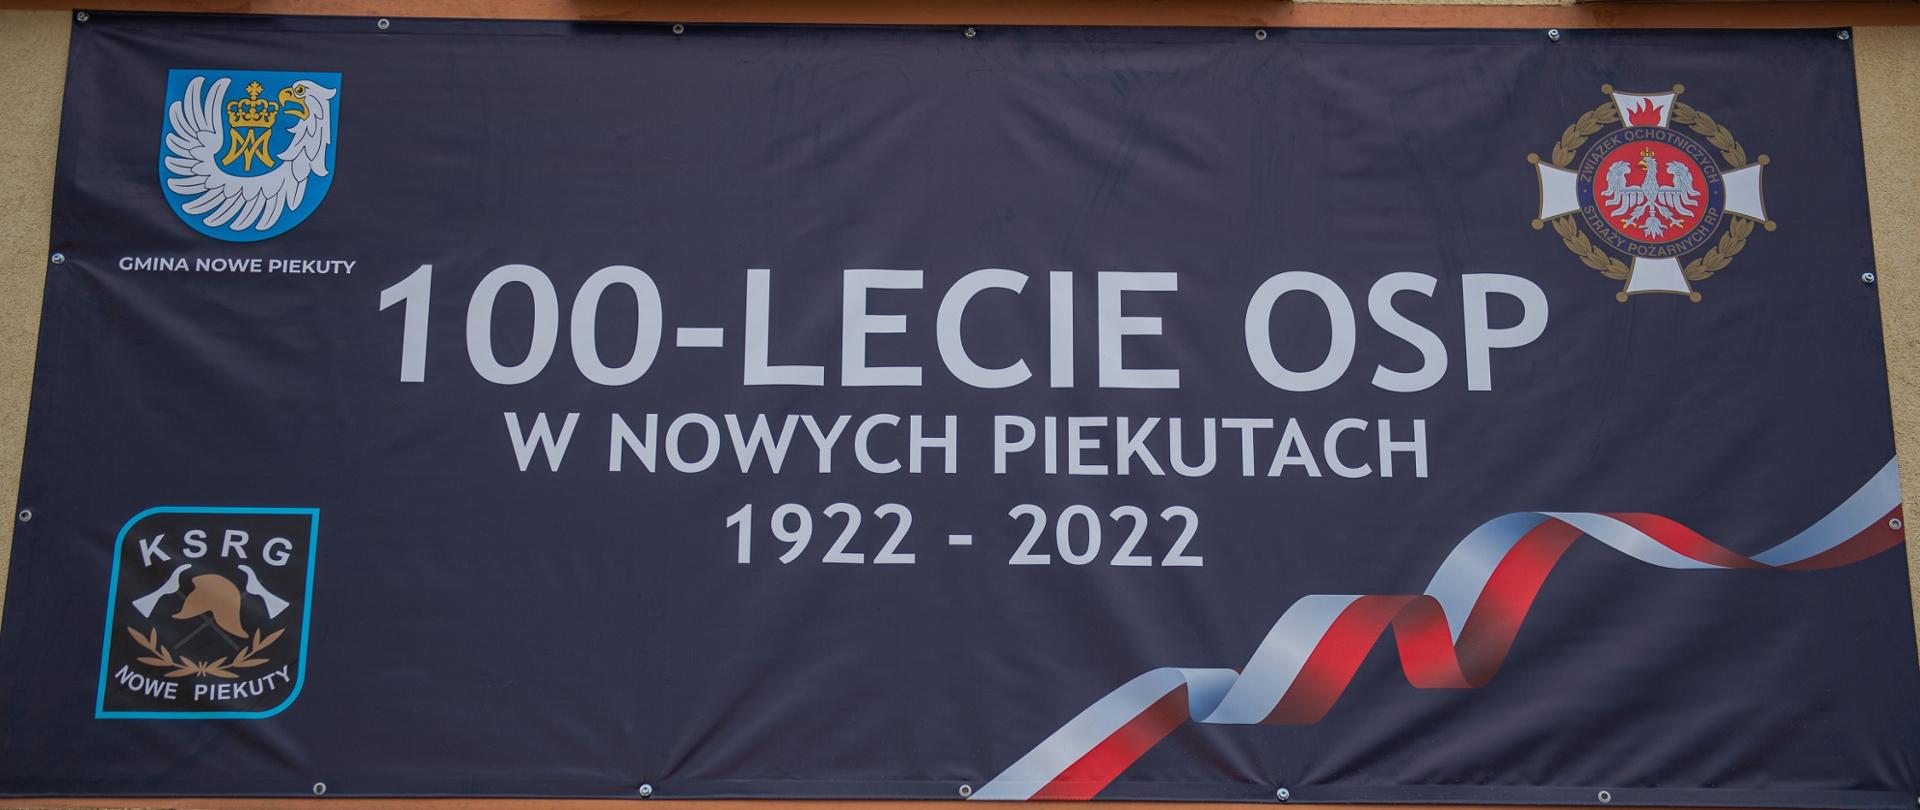 GMINA NOWE PIEKUTY
ZWIĄZEK OCHOTNICZYCH
STRAŻY POŻARNYCH RP
100-LECIE OSP
W NOWYCH PIEKUTACH
1922 - 2022
KSRG
NOWE PIEKUTY